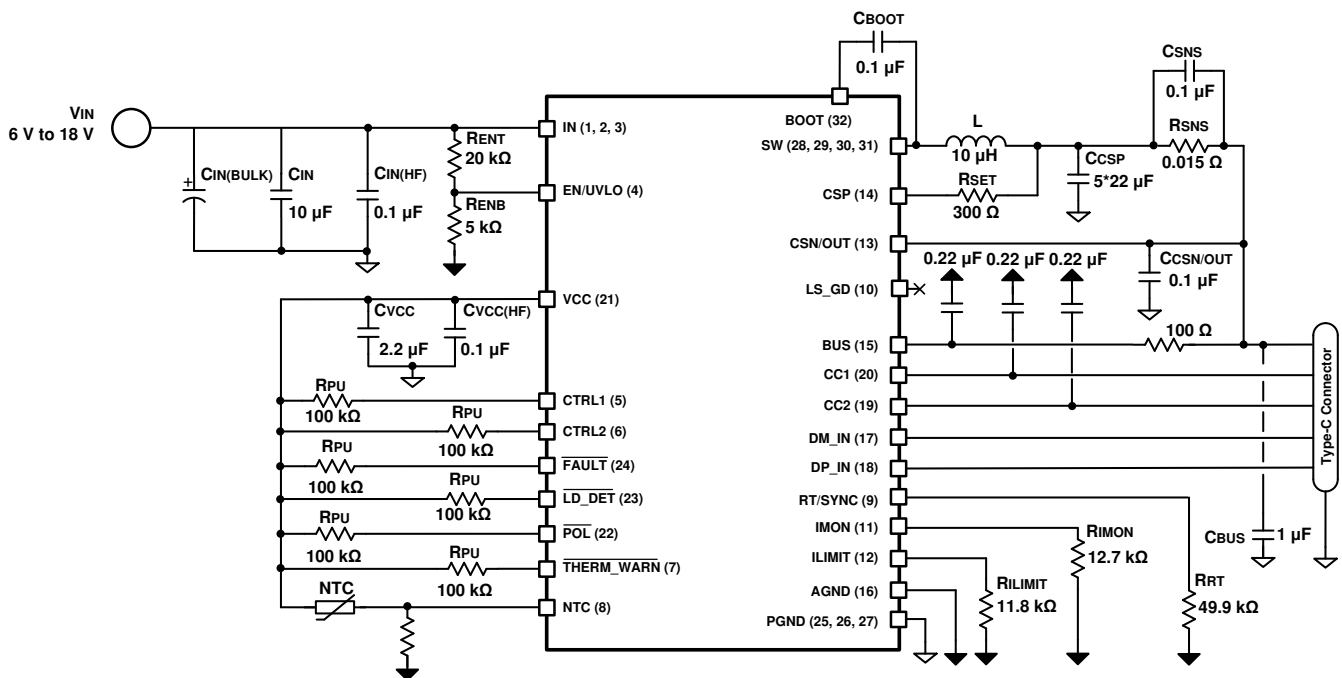 CBOOT
0.1 µF
CSNS
0.1 µF
VIN
6 V to 18 V
CIN(BULK)
+
CIN
10 µF
CIN(HF)
0.1 µF
RENT
20 kΩ
RENB
5 kΩ
IN (1, 2, 3)
EN/UVLO (4)
BOOT (32)
SW (28, 29, 30, 31)
L
10 µH
RSNS
0.015 Ω
CCSP
5*22 µF
CSP (14)
RSET
300 Ω
CSN/OUT (13)
0.22 µF
0.22 µF
0.22 µF
CCSN/OUT
0.1 µF
LS_GD (10)
VCC (21)
CVCC
2.2 µF
CVCC(HF)
0.1 µF
BUS (15)
100 Ω
CC1 (20)
CC2 (19)
DM_IN (17)
DP_IN (18)
Type-C Connector
RPU
100 kΩ
CTRL1 (5)
RPU
100 kΩ
CTRL2 (6)
RPU
100 kΩ
FAULT (24)
RPU
100 kΩ
LD_DET (23)
RPU
100 kΩ
POL (22)
RPU
100 kΩ
THERM_WARN (7)
NTC
NTC (8)
RT/SYNC (9)
IMON (11)
RIMON
12.7 kΩ
ILIMIT (12)
RILIMIT
11.8 kΩ
AGND (16)
PGND (25, 26, 27)
CBUS
1 µF
RRT
49.9 kΩ